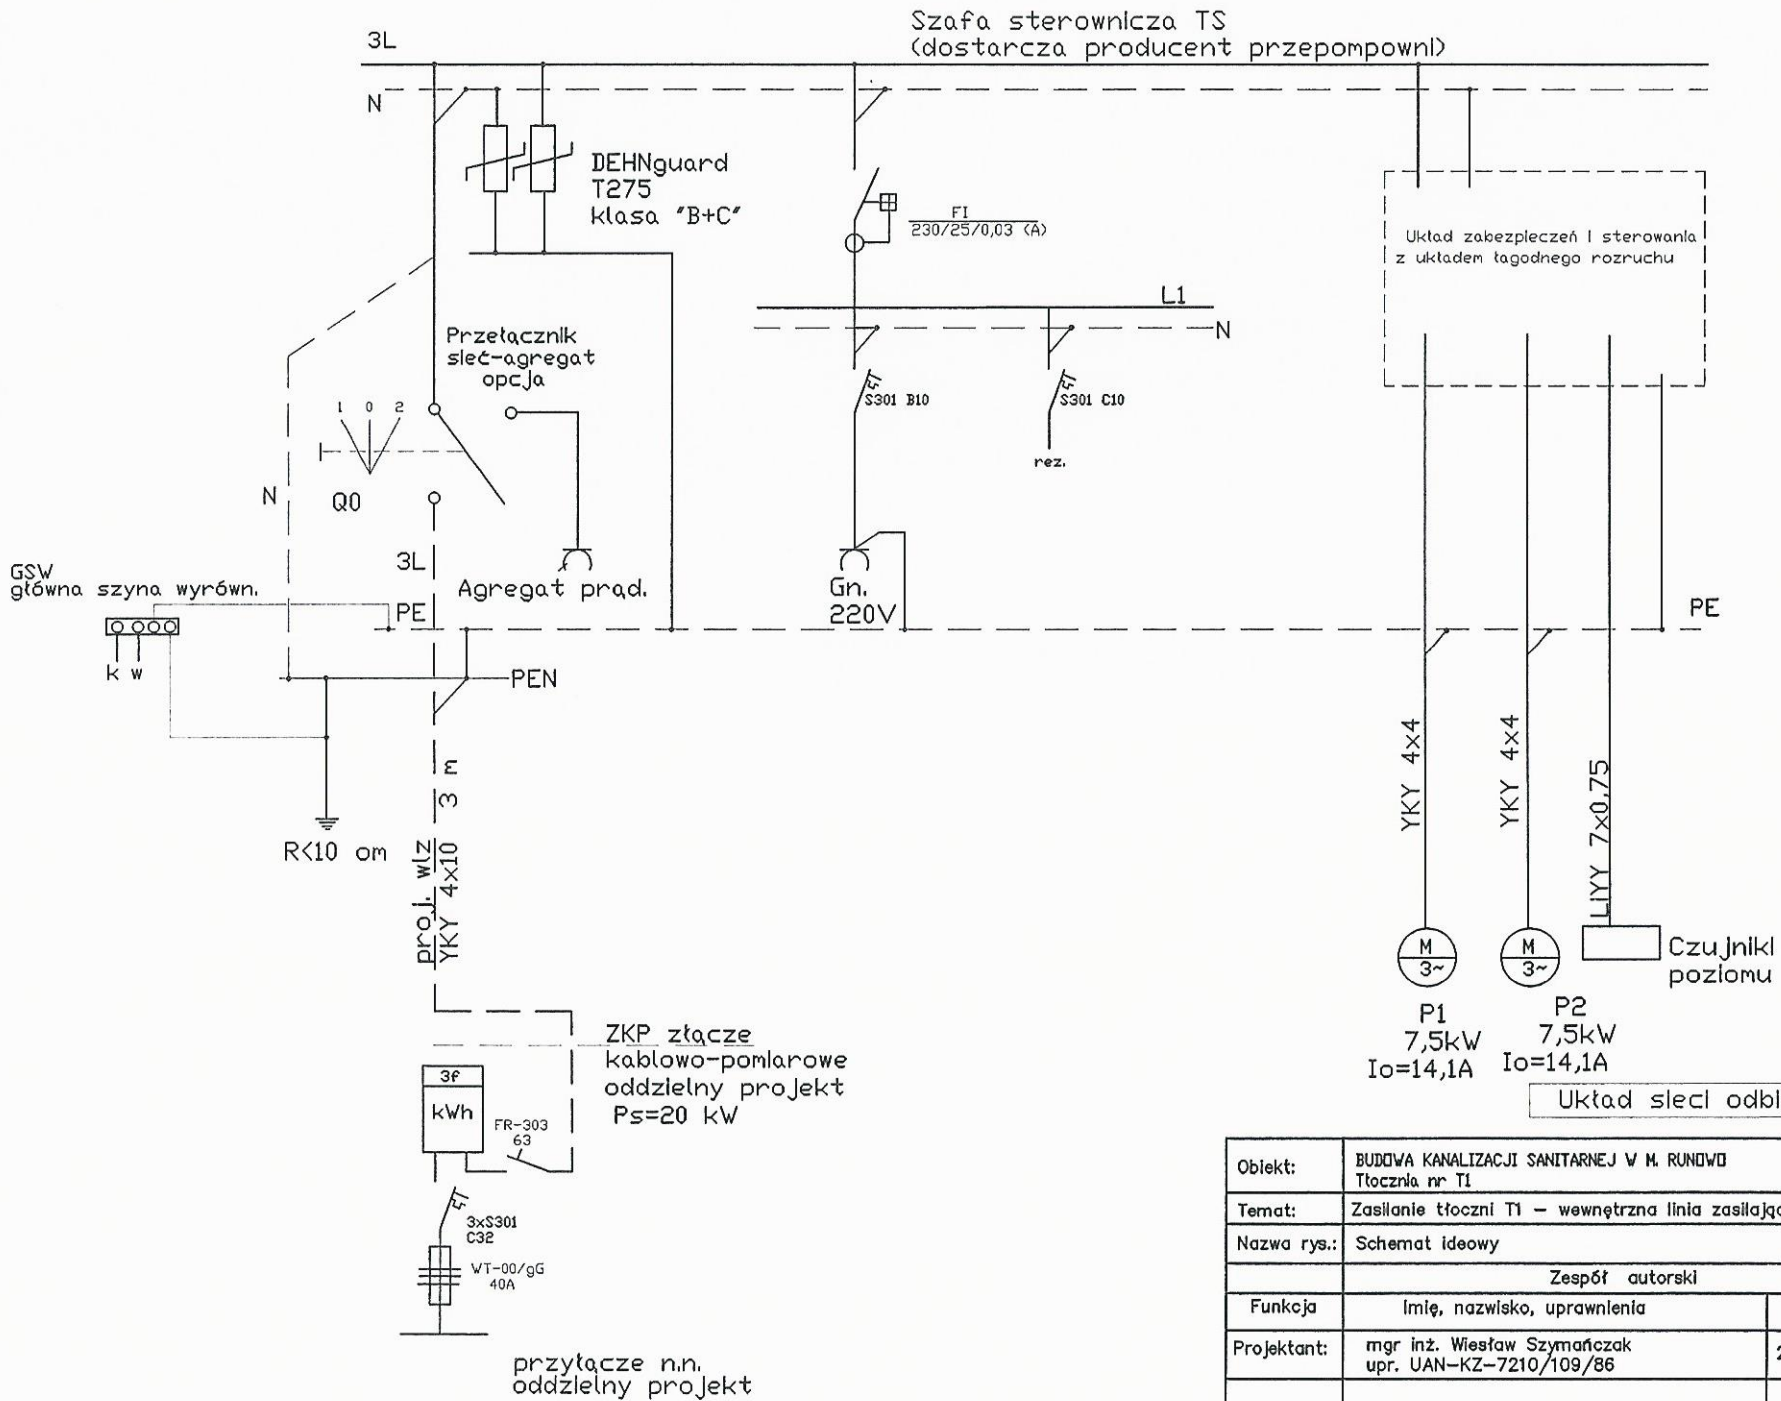 Szafa sterownicza TS
(dostarcza producent przepompowni)
3L
N
DEHNguard
T275
klasa "B+C"
FI
230/25/0,03 (A)
Układ zabezpieczeń i sterowania
z układem łagodnego rozruchu
L1
N
Przełącznik
sieć-agregat
opcja
1 0 2
S301 B10
S301 C10
rez.
N
Q0
3L
Agregat prąd.
Gn.
220V
GSW
główna szyna wyrówn.
PE
PE
k w
PEN
R<10 om
proj. wlz
YKY 4x10 3 m
YKY 4x4
YKY 4x4
LIYY 7x0,75
M
3~
M
3~
Czujniki
poziomu
P1
7,5kW
Io=14,1A
P2
7,5kW
Io=14,1A
ZKP złącze
kablowo-pomiarowe
oddzielny projekt
Ps=20 kW
3f
kWh
FR-303
63
3xS301
C32
WT-00/gG
40A
przyłącze n.n.
oddzielny projekt
Układ sieci odbi
Obiekt: BUDOWA KANALIZACJI SANITARNEJ W M. RUNOWO
Tłocznia nr T1
Temat: Zasilanie tłoczni T1 – wewnętrzna linia zasilając
Nazwa rys.: Schemat ideowy
Zespół autorski
Funkcja Imię, nazwisko, uprawnienia
Projektant: mgr inż. Wiesław Szymańczak
upr. UAN-KZ-7210/109/86
2